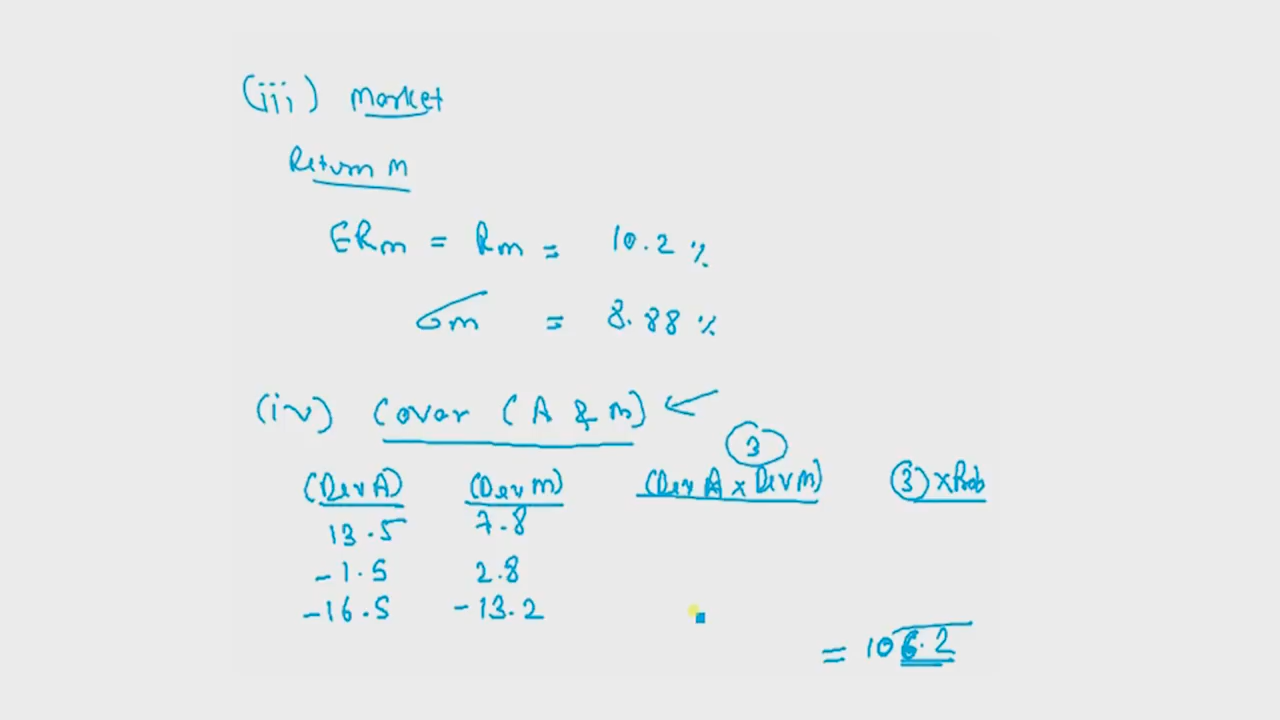 (iii) Market
Return M
ERm = Rm = 10.2 %
σm = 8.88 %
(iv) Covar (A & M) ←
3
(Dev A) (Dev M) (Dev A x Dev M) 3 x Prob
13.5 7.8
-1.5 2.8
-16.5 -13.2
= 106.2